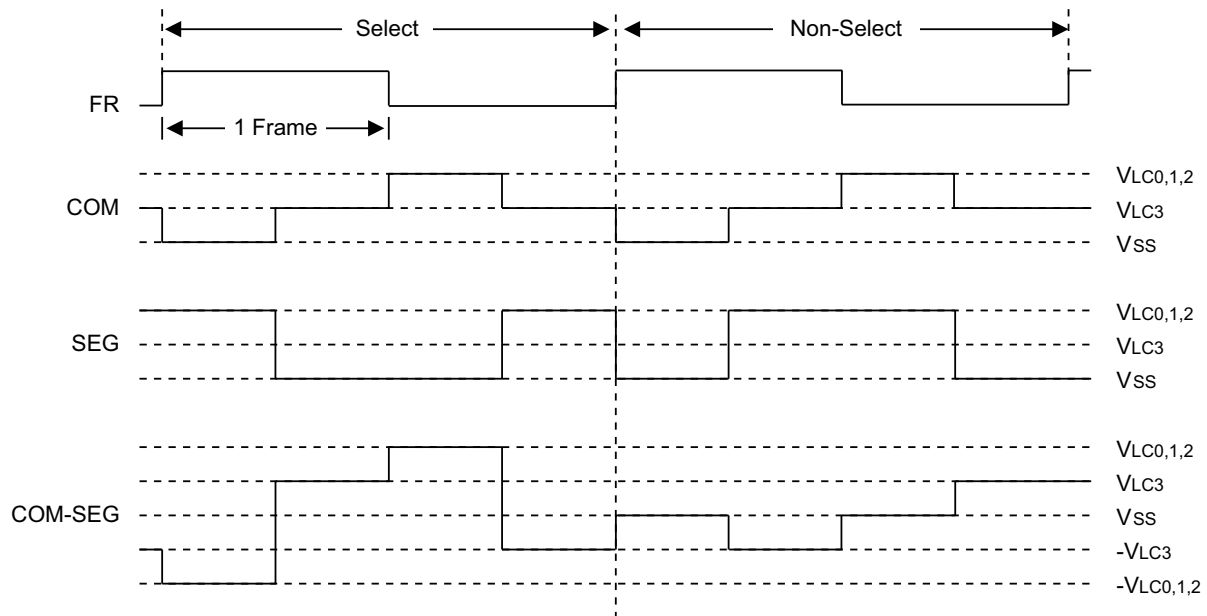 Select
Non-Select
FR
1 Frame
COM
VLC0,1,2
VLC3
VSS
SEG
VLC0,1,2
VLC3
VSS
COM-SEG
VLC0,1,2
VLC3
VSS
-VLC3
-VLC0,1,2